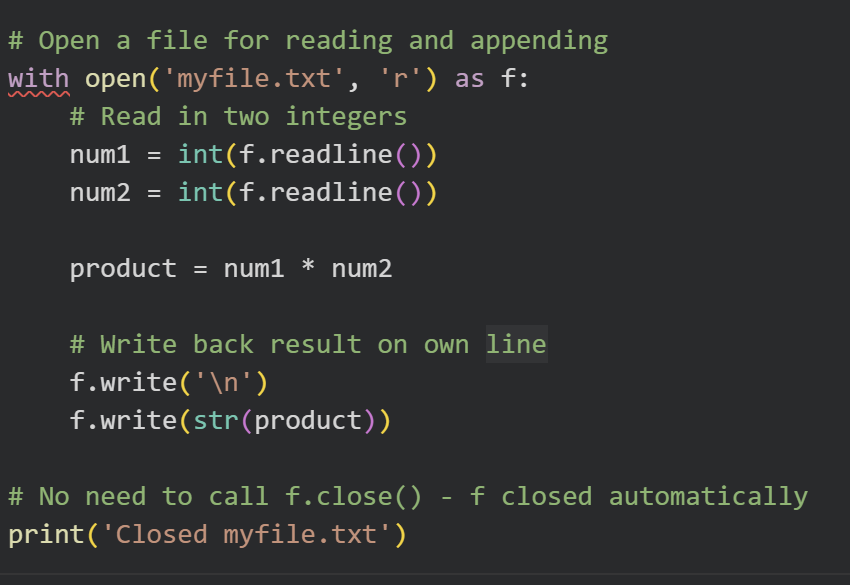 # Open a file for reading and appending
with open('myfile.txt', 'r') as f:
    # Read in two integers
    num1 = int(f.readline())
    num2 = int(f.readline())

    product = num1 * num2

    # Write back result on own line
    f.write('\n')
    f.write(str(product))

# No need to call f.close() - f closed automatically
print('Closed myfile.txt')